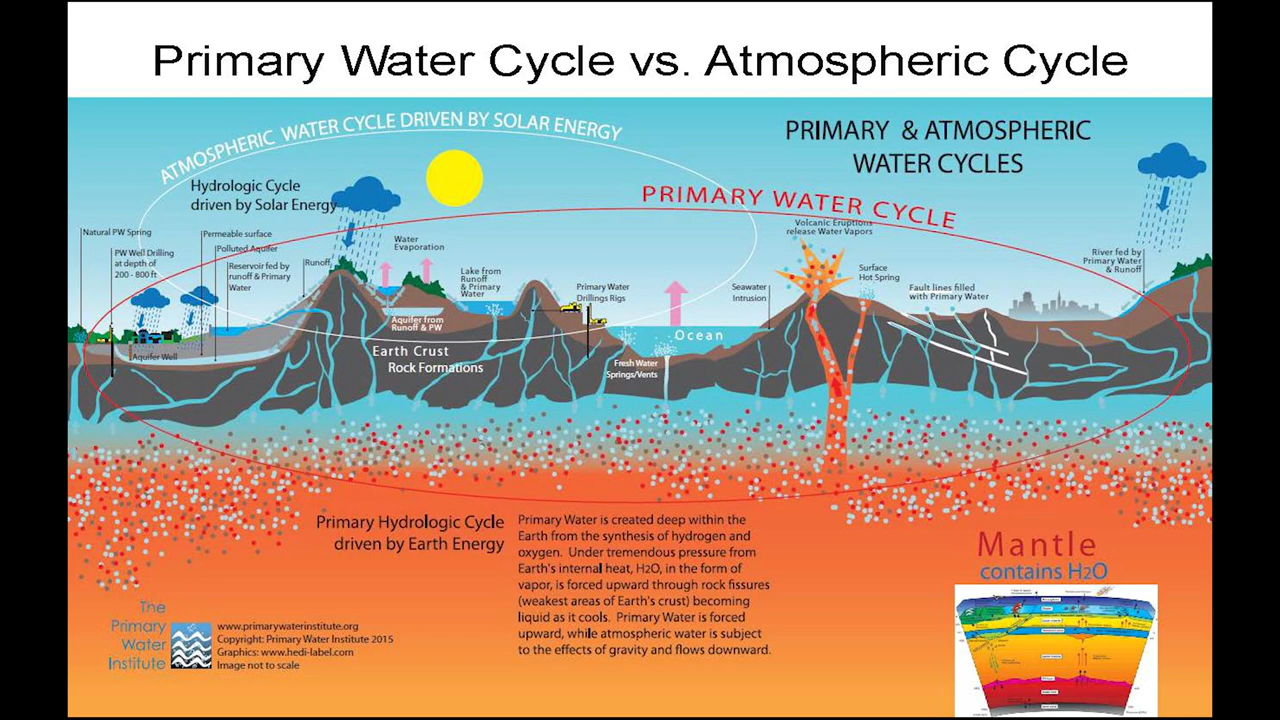 Primary Water Cycle vs. Atmospheric Cycle
ATMOSPHERIC WATER CYCLE DRIVEN BY SOLAR ENERGY
PRIMARY & ATMOSPHERIC
WATER CYCLES
Hydrologic Cycle
driven by Solar Energy
PRIMARY WATER CYCLE
Natural PW Spring
PW Well Drilling
at depth of
200 - 800 ft
Permeable surface
Polluted Aquifer
Reservoir fed by
runoff & Primary
Water
Runoff
Water
Evaporation
Lake from
Runoff
& Primary
Water
Primary Water
Drillings Rigs
Seawater
Intrusion
Volcanic Eruptions
release Water Vapors
Surface
Hot Spring
Fault lines filled
with Primary Water
River fed by
Primary Water
& Runoff
Aquifer Well
Aquifer from
Runoff & PW
Earth Crust
Rock Formations
Ocean
Fresh Water
Springs/Vents
Primary Hydrologic Cycle
driven by Earth Energy
Primary Water is created deep within the
Earth from the synthesis of hydrogen and
oxygen. Under tremendous pressure from
Earth's internal heat, H2O, in the form of
vapor, is forced upward through rock fissures
(weakest areas of Earth's crust) becoming
liquid as it cools. Primary Water is forced
upward, while atmospheric water is subject
to the effects of gravity and flows downward.
Mantle
contains H2O
The
Primary
Water
Institute
www.primarywaterinstitute.org
Copyright: Primary Water Institute 2015
Graphics: www.hedi-label.com
Image not to scale